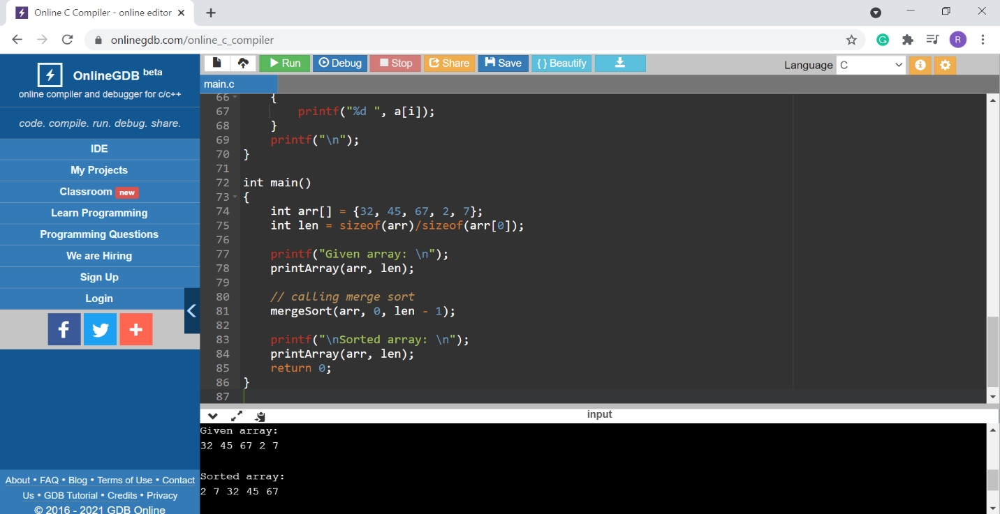 Online C Compiler - online editor
onlinegdb.com/online_c_compiler
R
OnlineGDB beta
online compiler and debugger for c/c++
code. compile. run. debug. share.
IDE
My Projects
Classroom new
Learn Programming
Programming Questions
We are Hiring
Sign Up
Login
About • FAQ • Blog • Terms of Use • Contact
Us • GDB Tutorial • Credits • Privacy
© 2016 - 2021 GDB Online
Run Debug Stop Share Save { } Beautify Language C
main.c
66 {
67 printf("%d ", a[i]);
68 }
69 printf("\n");
70 }
71
72 int main()
73 {
74 int arr[] = {32, 45, 67, 2, 7};
75 int len = sizeof(arr)/sizeof(arr[0]);
76
77 printf("Given array: \n");
78 printArray(arr, len);
79
80 // calling merge sort
81 mergeSort(arr, 0, len - 1);
82
83 printf("\nSorted array: \n");
84 printArray(arr, len);
85 return 0;
86 }
87
input
Given array:
32 45 67 2 7
Sorted array:
2 7 32 45 67